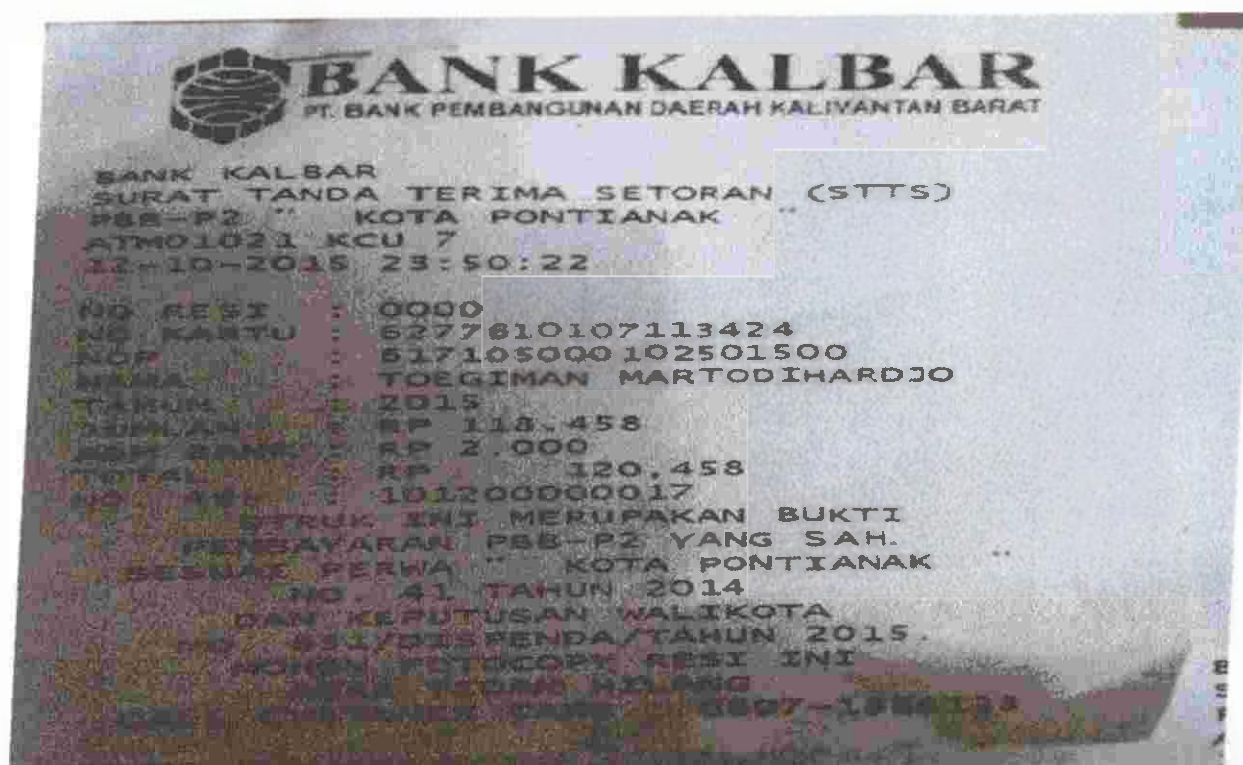 BANK KALBAR
PT. BANK PEMBANGUNAN DAERAH KALIMANTAN BARAT
BANK KALBAR
SURAT TANDA TERIMA SETORAN (STTS)
PBB-P2 " KOTA PONTIANAK "
ATM01021 KCU 7
12-10-2015 23:50:22
NO RESI : 0000
NO KARTU : 6277810107113424
NOP : 617105000102501500
NAMA : TOEGIMAN MARTODIHARDJO
TAHUN : 2015
JUMLAH : RP 118.458
BANK : RP 2.000
TOTAL : RP 120.458
NO : 101200000017
STRUK INI MERUPAKAN BUKTI
PEMBAYARAN PBB-P2 YANG SAH.
SESUAI PERWA " KOTA PONTIANAK "
NO. 41 TAHUN 2014
DAN KEPUTUSAN WALIKOTA
/DISPENDA/TAHUN 2015.
MOHON FOTOCOPY RESI INI